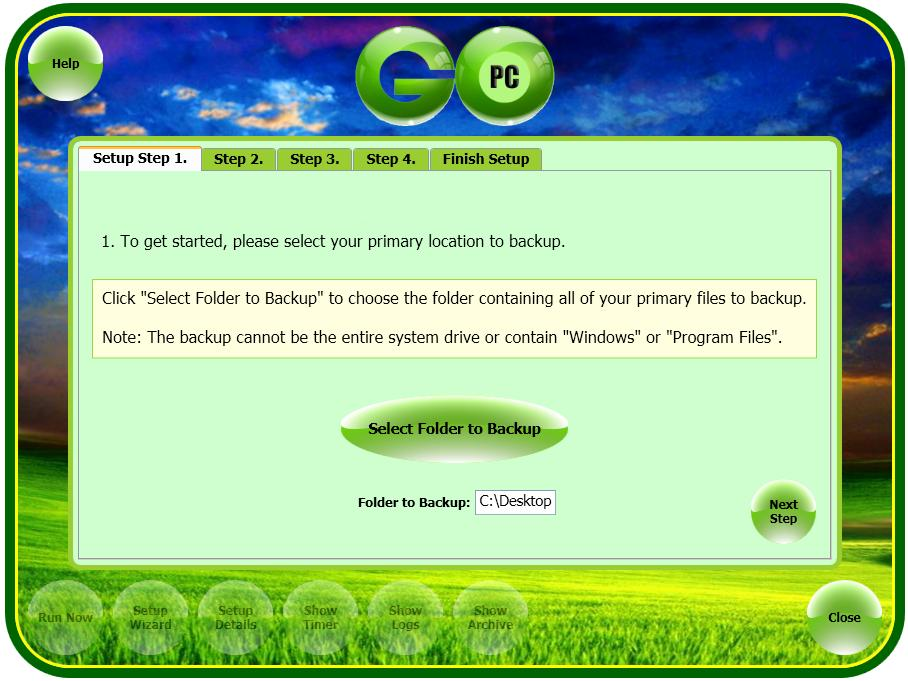 Help
G PC
Setup Step 1.
Step 2.
Step 3.
Step 4.
Finish Setup
1. To get started, please select your primary location to backup.
Click "Select Folder to Backup" to choose the folder containing all of your primary files to backup.
Note: The backup cannot be the entire system drive or contain "Windows" or "Program Files".
Select Folder to Backup
Folder to Backup: C:\Desktop
Next
Step
Run Now
Setup
Wizard
Setup
Details
Show
Timer
Show
Logs
Show
Archive
Close